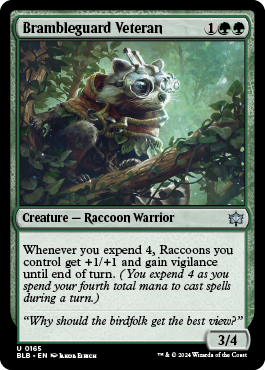 Brambleguard Veteran 1
Creature — Raccoon Warrior
Whenever you expend 4, Raccoons you
control get +1/+1 and gain vigilance
until end of turn. (You expend 4 as you
spend your fourth total mana to cast spells
during a turn.)
“Why should the birdfolk get the best view?”
3/4
U 0165
BLB • EN Jakob Eirich
™ & © 2024 Wizards of the Coast